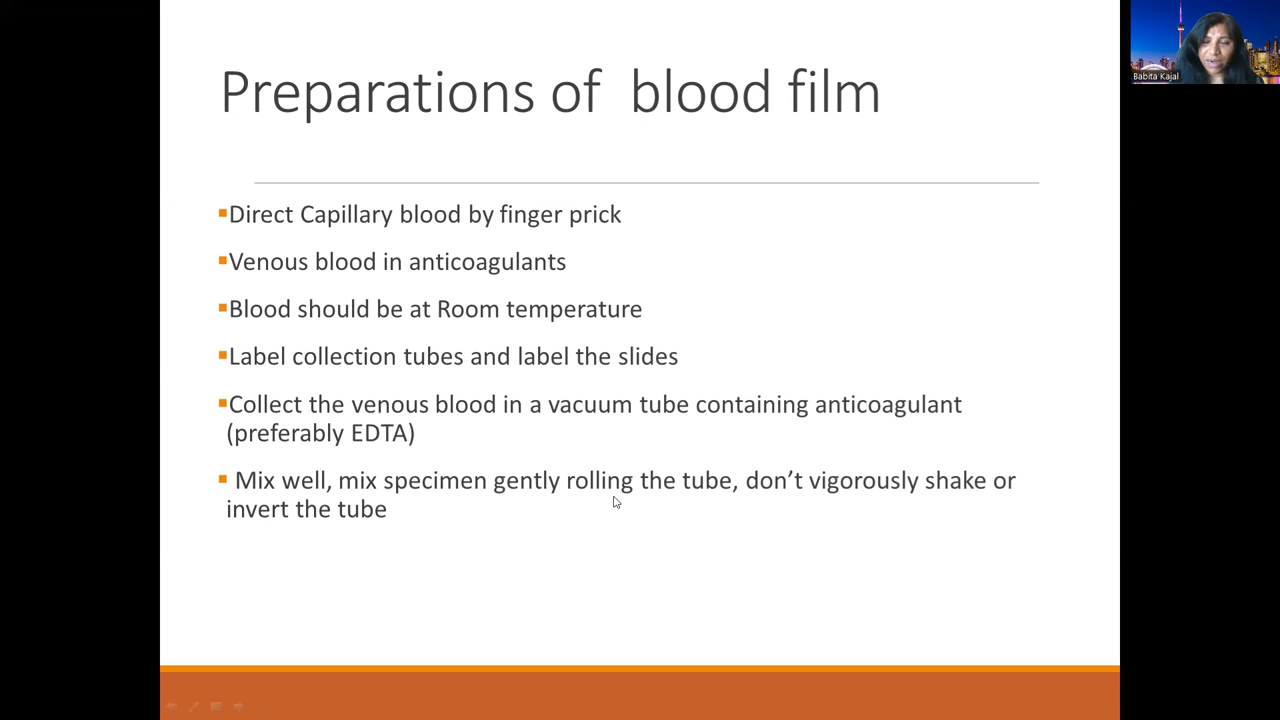 Preparations of  blood film
Babita Kajal
▪Direct Capillary blood by finger prick
▪Venous blood in anticoagulants
▪Blood should be at Room temperature
▪Label collection tubes and label the slides
▪Collect the venous blood in a vacuum tube containing anticoagulant
(preferably EDTA)
▪ Mix well, mix specimen gently rolling the tube, don’t vigorously shake or
invert the tube